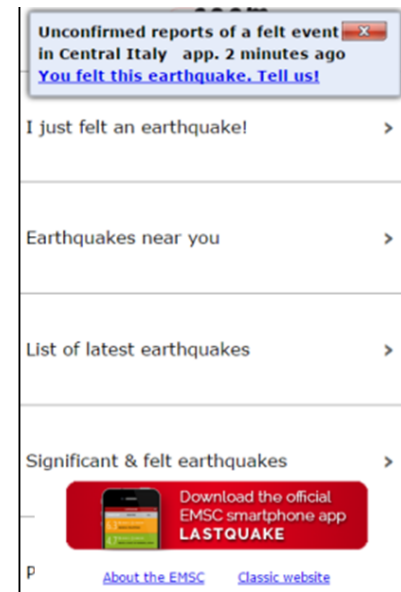 Unconfirmed reports of a felt event
in Central Italy app. 2 minutes ago
You felt this earthquake. Tell us!
I just felt an earthquake!
Earthquakes near you
List of latest earthquakes
Significant & felt earthquakes
Download the official
EMSC smartphone app
LASTQUAKE
About the EMSC Classic website